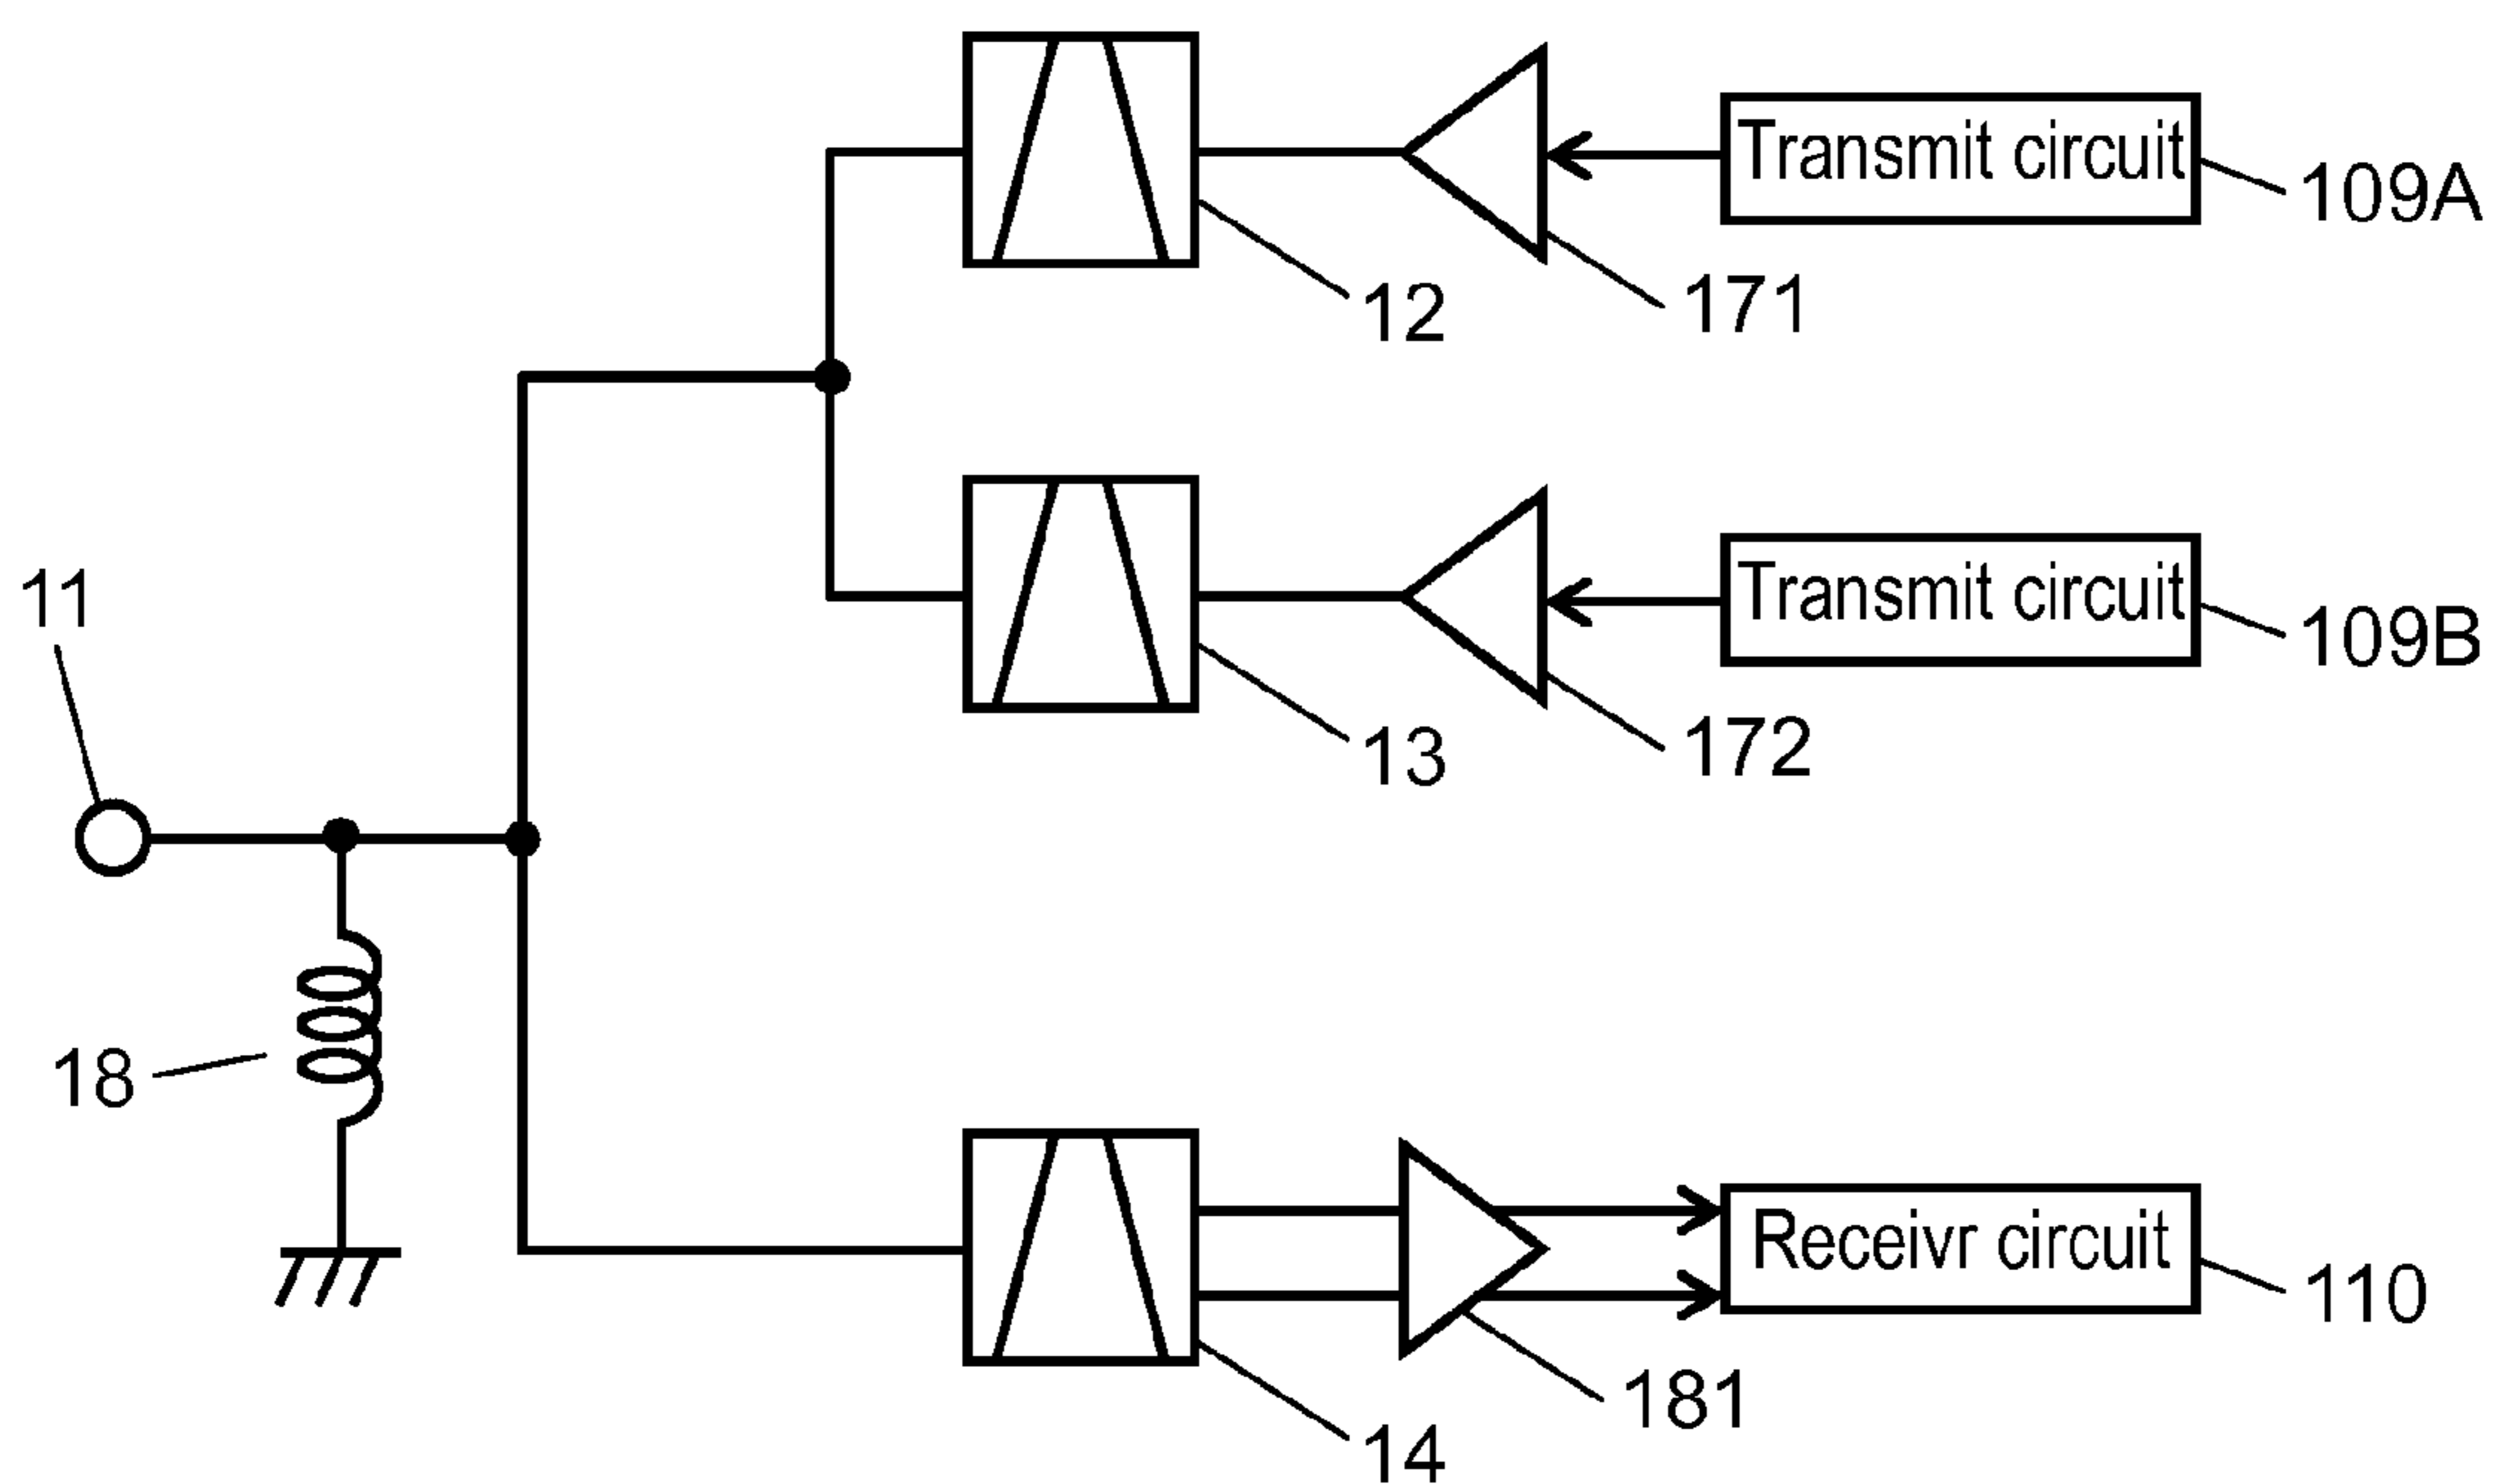 Transmit circuit
109A
12
171
Transmit circuit
109B
11
13
172
18
Receivr circuit
110
181
14